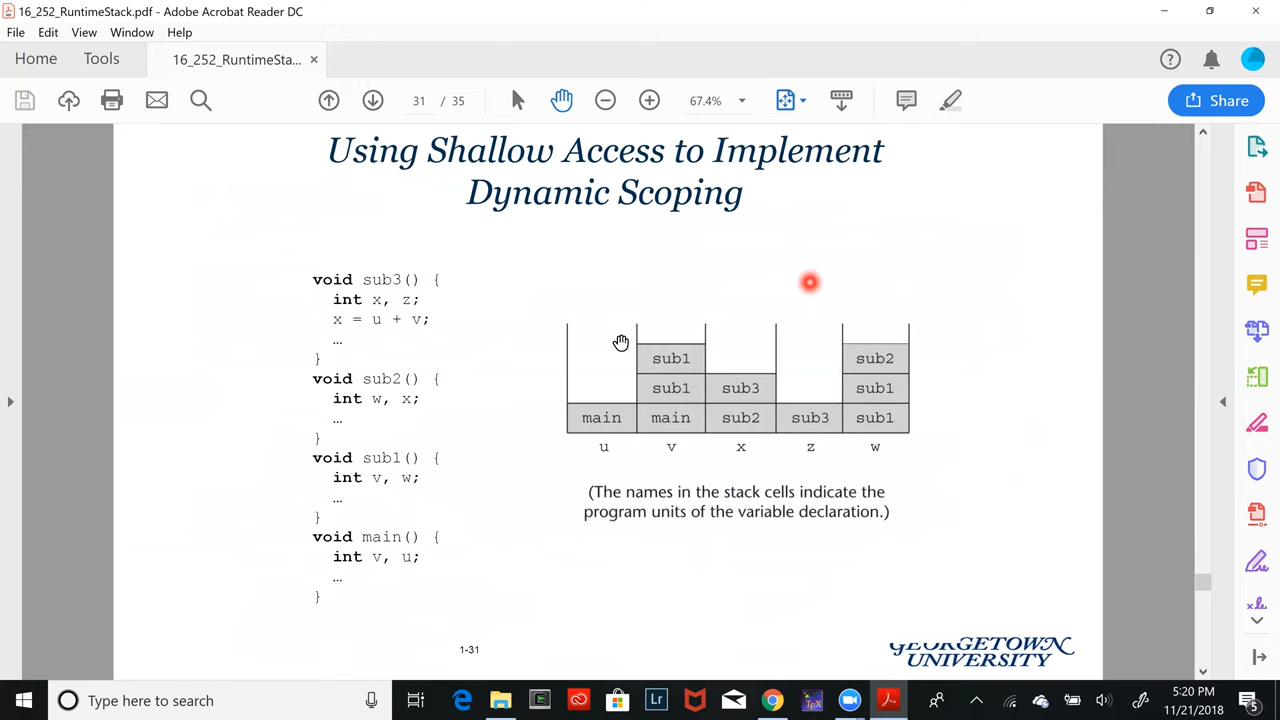 16_252_RuntimeStack.pdf - Adobe Acrobat Reader DC
File Edit View Window Help
Home Tools 16_252_RuntimeSta... ×
31 / 35 67.4% Share
Using Shallow Access to Implement
Dynamic Scoping
void sub3() {
int x, z;
x = u + v;
…
}
void sub2() {
int w, x;
…
}
void sub1() {
int v, w;
…
}
void main() {
int v, u;
…
}
sub1 sub2
sub1 sub3 sub1
main main sub2 sub3 sub1
u v x z w
(The names in the stack cells indicate the
program units of the variable declaration.)
1-31
GEORGETOWN
UNIVERSITY
Type here to search
Lr
5:20 PM
11/21/2018
5